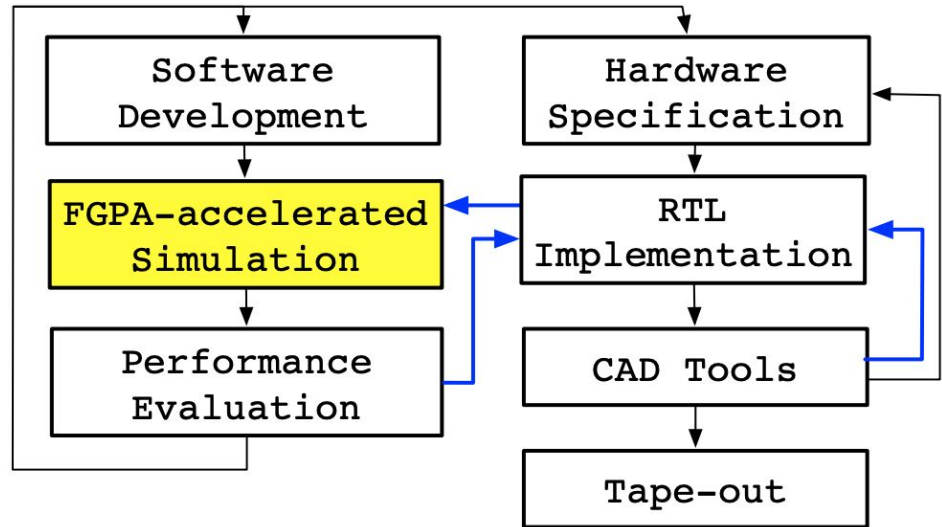 Software
Development
Hardware
Specification
FGPA-accelerated
Simulation
RTL
Implementation
Performance
Evaluation
CAD Tools
Tape-out